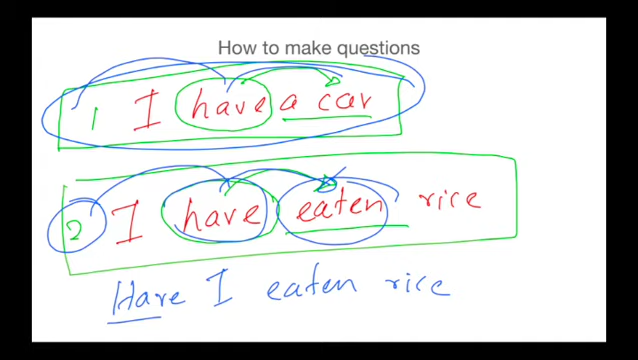 How to make questions
1 I have a car
2 I have eaten rice
Have I eaten rice